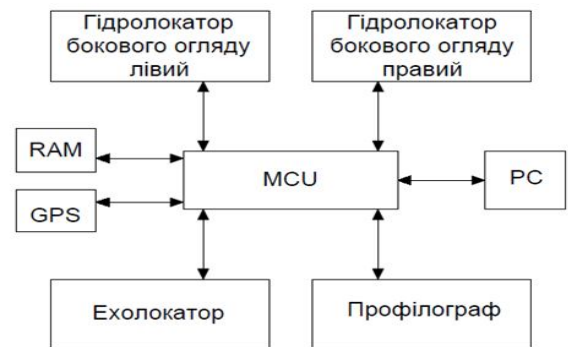 Гідролокатор
бокового огляду
лівий
Гідролокатор
бокового огляду
правий
RAM
GPS
MCU
PC
Ехолокатор
Профілограф